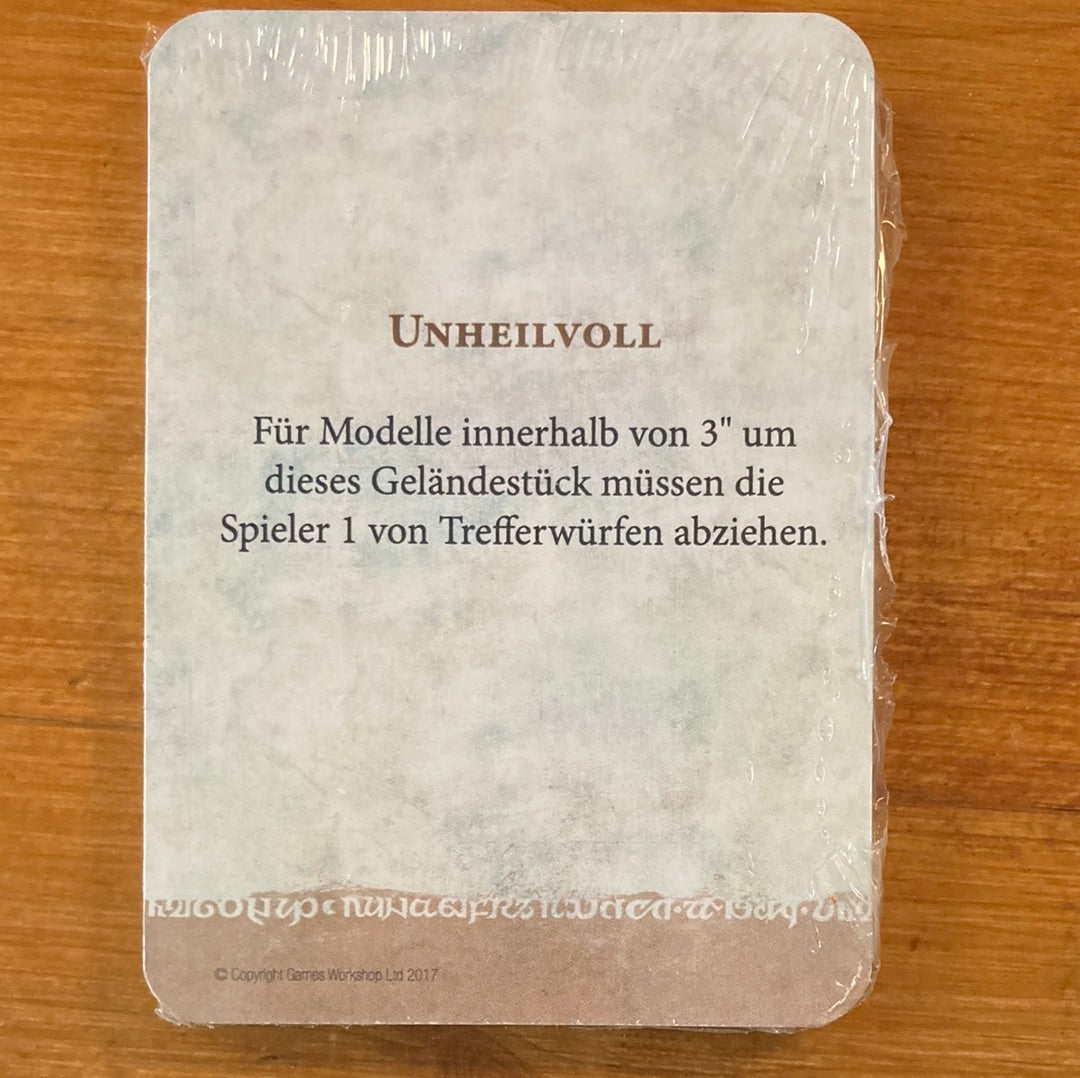 UNHEILVOLL
Für Modelle innerhalb von 3" um
dieses Geländestück müssen die
Spieler 1 von Trefferwürfen abziehen.
© Copyright Games Workshop Ltd 2017